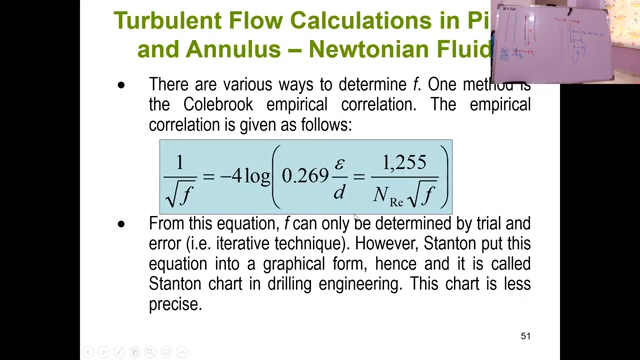 Turbulent Flow Calculations in Pi
and Annulus – Newtonian Fluid
• There are various ways to determine f. One method is
the Colebrook empirical correlation. The empirical
correlation is given as follows:
1/√f = −4 log(0.269 ε/d = 1,255/(N_Re √f))
• From this equation, f can only be determined by trial and
error (i.e. iterative technique). However, Stanton put this
equation into a graphical form, hence and it is called
Stanton chart in drilling engineering. This chart is less
precise.
51